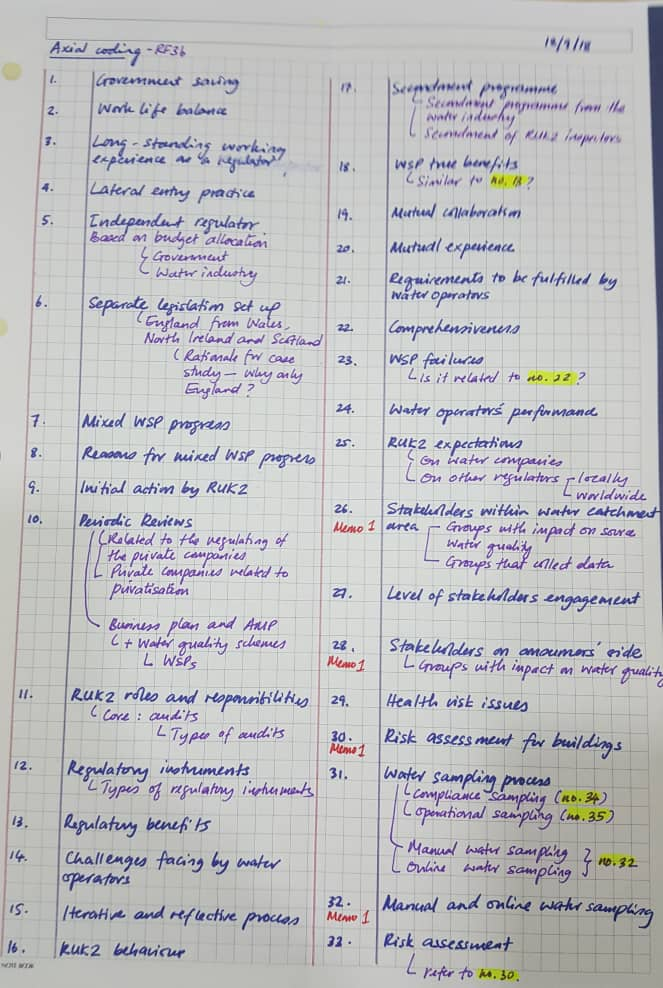 Axial coding - RF3b
18/9/18
1. Government saving
2. Work life balance
3. Long-standing working
experience as "a regulator"
4. Lateral entry practice
5. Independent regulator
Based on budget allocation
Government
Water industry
6. Separate legislation set up
England from Wales,
North Ireland and Scotland
Rationale for case
study - why only
England?
7. Mixed WSP progress
8. Reasons for mixed WSP progress
9. Initial action by RUK2
10. Periodic Reviews
Related to the regulating of
the private companies
Private companies related to
privatisation
Business plan and AMP
+ Water quality schemes
WSPs
11. RUK2 roles and responsibilities
Core: audits
Types of audits
12. Regulatory instruments
Types of regulatory instruments
13. Regulatory benefits
14. Challenges facing by water
operators
15. Iterative and reflective process
16. RUK2 behaviour
NOTE BOOK
17. Secondment programme
Secondment programme from the
water industry
Secondment of RUK2 inspectors
18. WSP true benefits
Similar to no. 13?
19. Mutual collaboration
20. Mutual experience
21. Requirements to be fulfilled by
water operators
22. Comprehensiveness
23. WSP failures
Is it related to no. 22?
24. Water operators' performance
25. RUK2 expectations
On water companies
On other regulators - locally
worldwide
26. Stakeholders within water catchment
Memo 1 area - Groups with impact on source
water quality
Groups that collect data
27. Level of stakeholders engagement
28. Stakeholders on consumers' side
Memo 1 Groups with impact on water quality
29. Health risk issues
30. Risk assessment for buildings
Memo 1
31. Water sampling process
Compliance sampling (no. 34)
Operational sampling (no. 35)
Manual water sampling
Online water sampling } no. 32
32. Manual and online water sampling
Memo 1
33. Risk assessment
refer to no. 30.